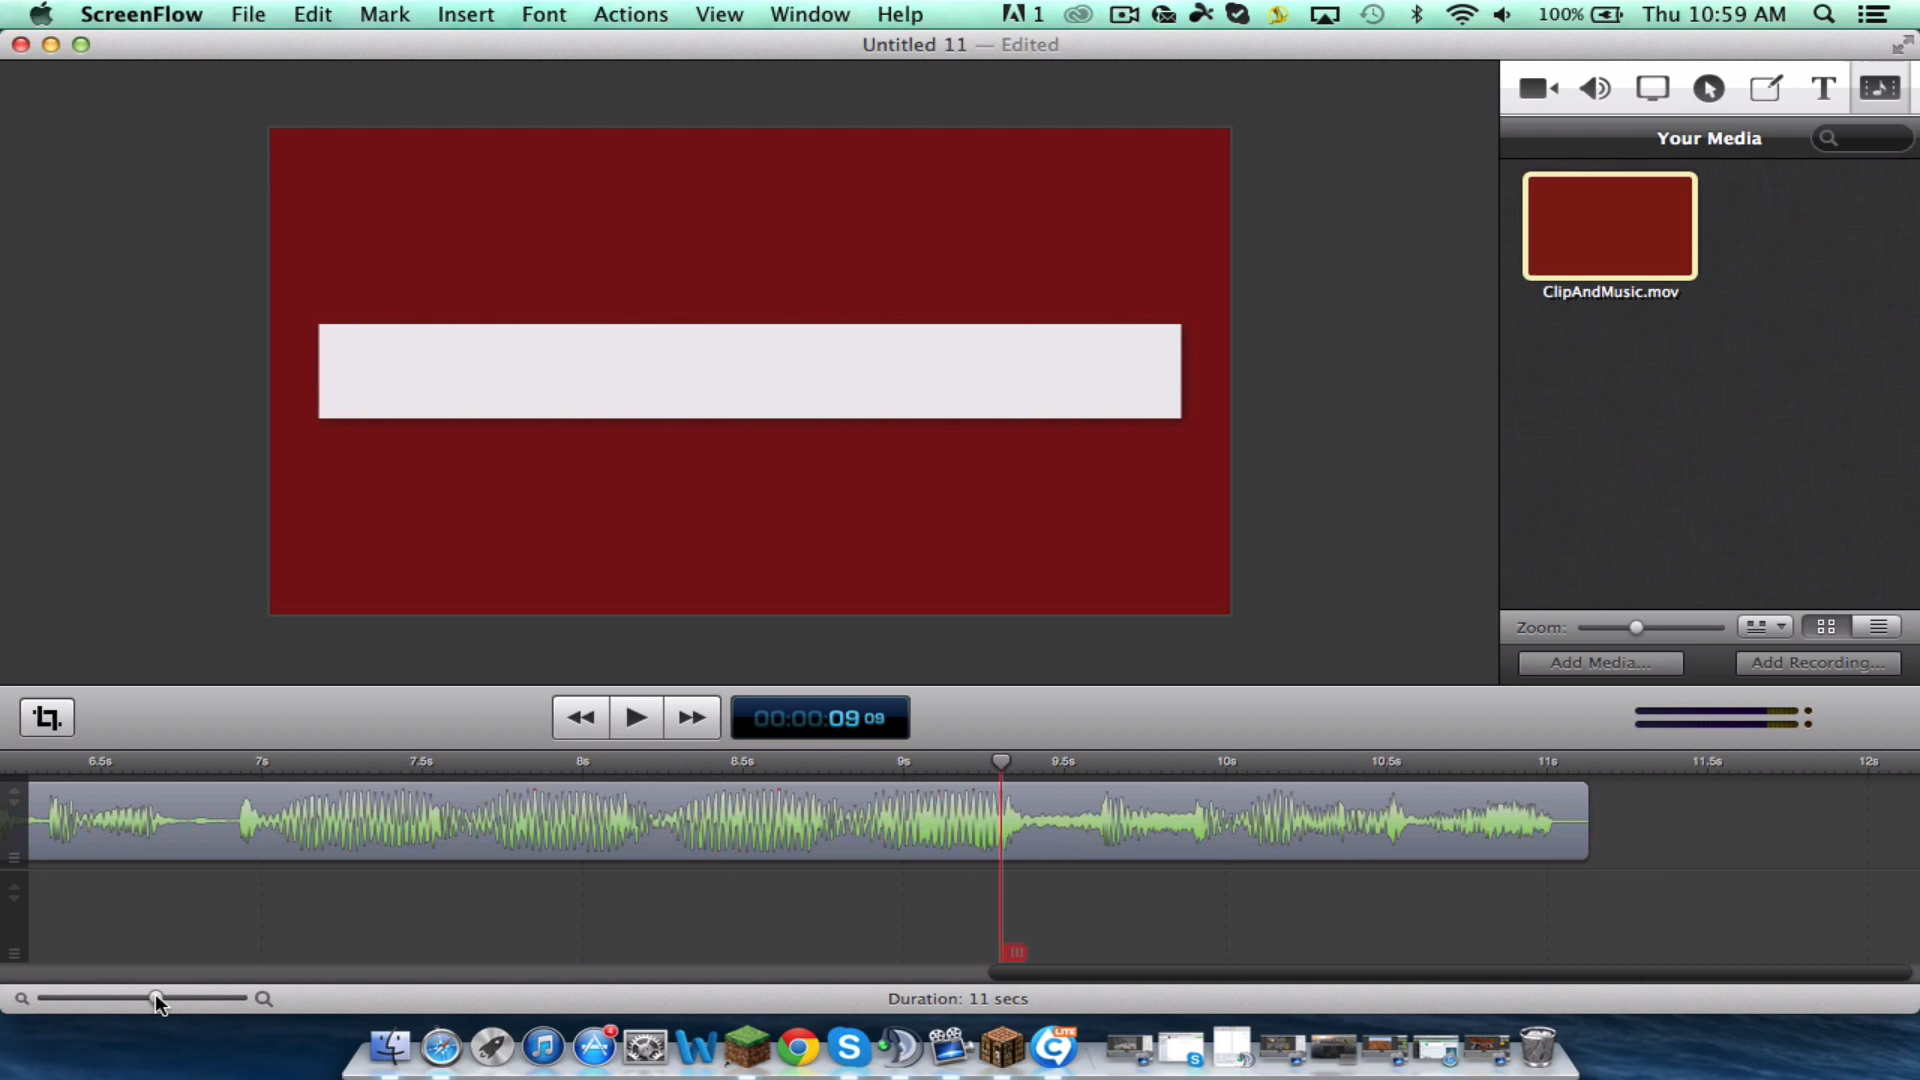 ScreenFlow File Edit Mark Insert Font Actions View Window Help 1 100% Thu 10:59 AM
Untitled 11 — Edited
T
Your Media
ClipAndMusic.mov
Zoom:
Add Media... Add Recording...
00:00:09 09
6.5s 7s 7.5s 8s 8.5s 9s 9.5s 10s 10.5s 11s 11.5s 12s
Duration: 11 secs
4
LITE